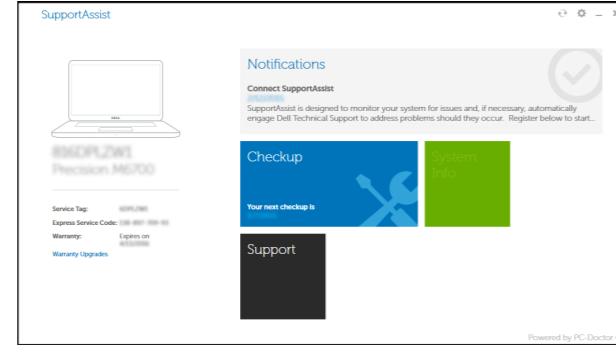 SupportAssist
Notifications
Connect SupportAssist
SupportAssist is designed to monitor your system for issues and, if necessary, automatically
engage Dell Technical Support to address problems should they occur. Register below to start...
DELL
Precision M6700
Service Tag:
Express Service Code:
Warranty: Expires on
Warranty Upgrades
Checkup
Your next checkup is
System
Info
Support
Powered by PC-Doctor